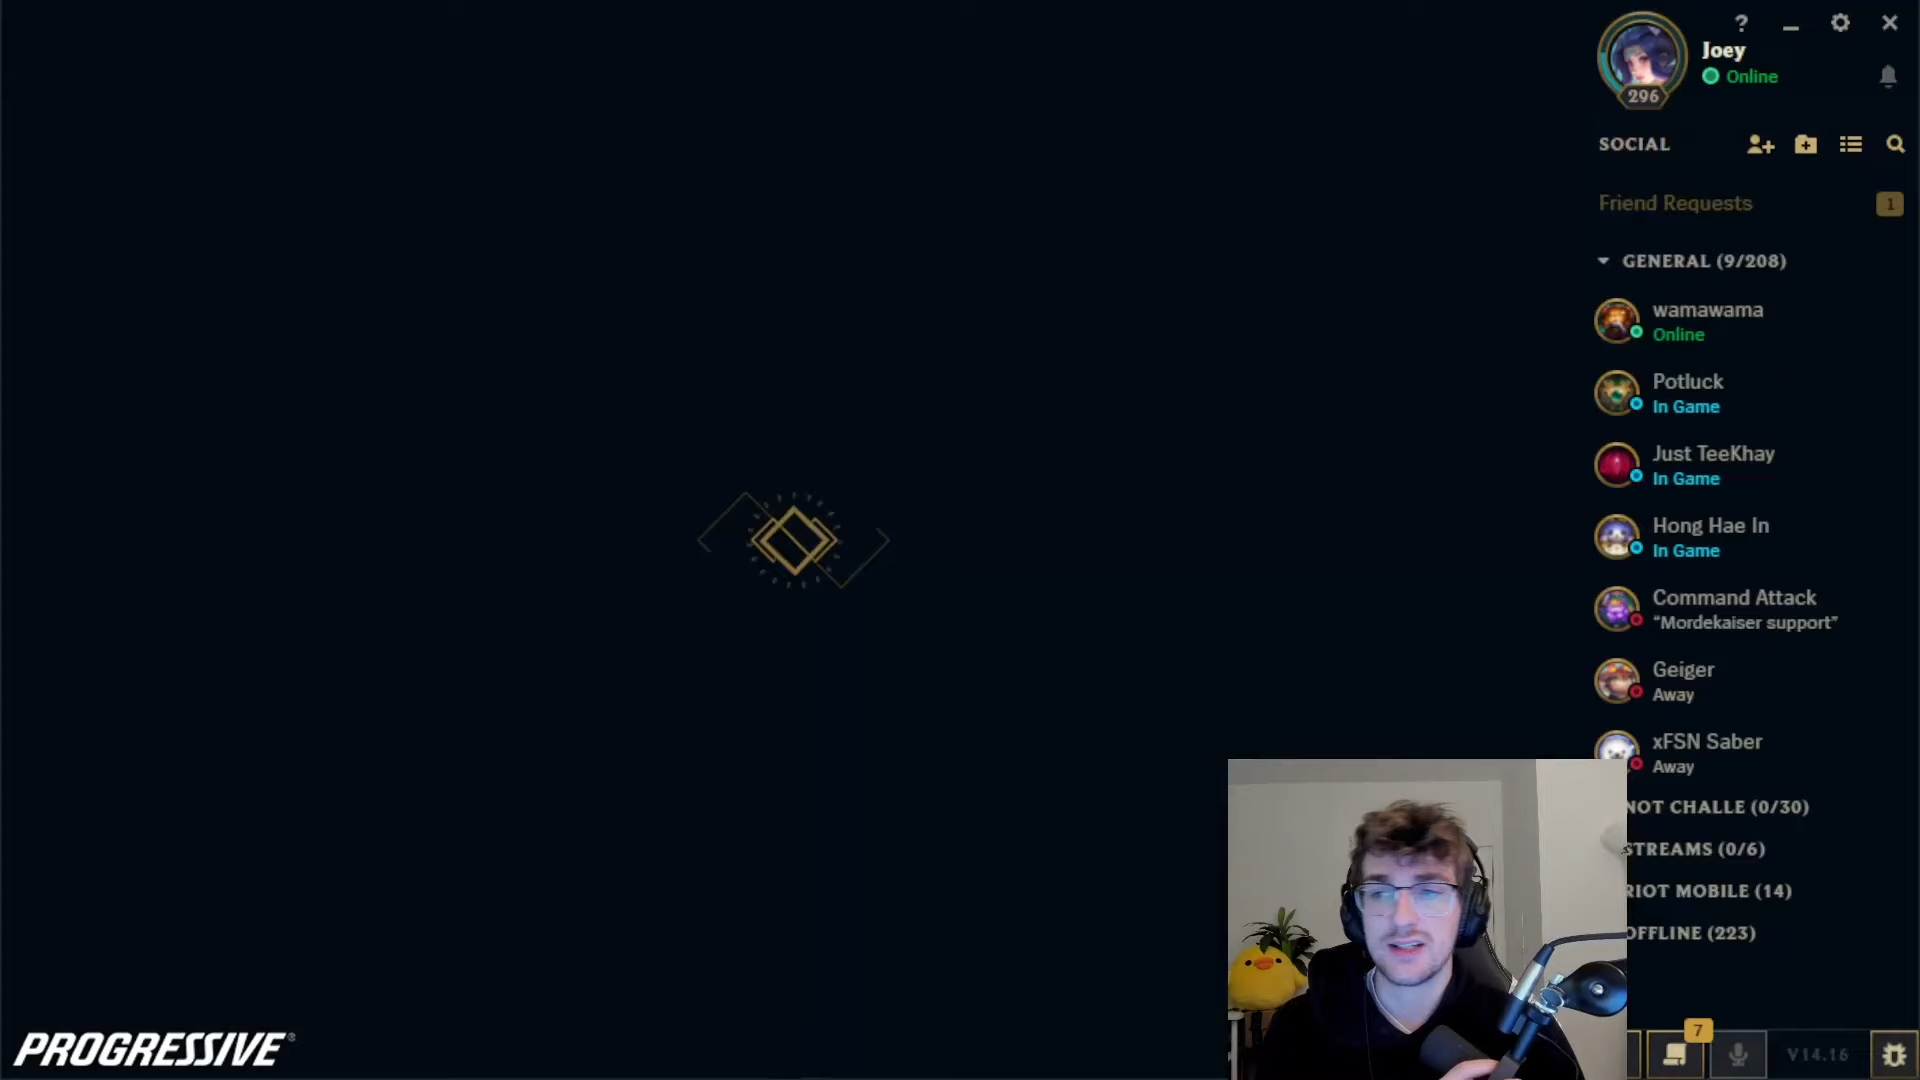 ?
Joey
Online
296
SOCIAL
Friend Requests
1
GENERAL (9/208)
wamawama
Online
Potluck
In Game
Just TeeKhay
In Game
Hong Hae In
In Game
Command Attack
“Mordekaiser support”
Geiger
Away
xFSN Saber
Away
NOT CHALLE (0/30)
STREAMS (0/6)
RIOT MOBILE (14)
OFFLINE (223)
7
V14.16
PROGRESSIVE®